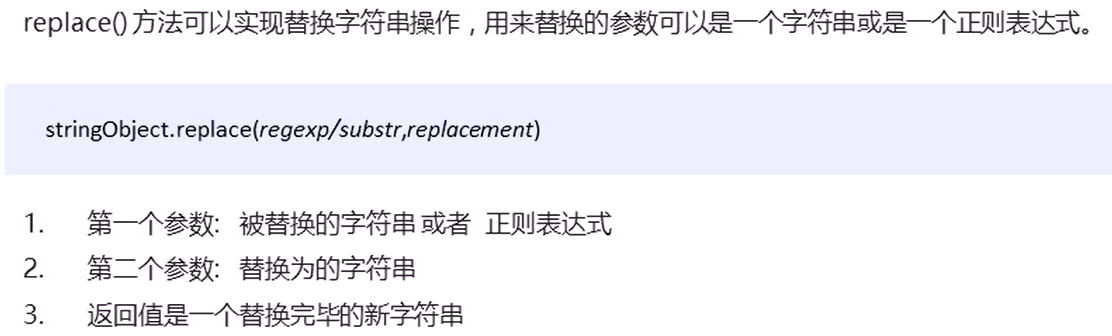 replace() 方法可以实现替换字符串操作，用来替换的参数可以是一个字符串或是一个正则表达式。
stringObject.replace(regexp/substr,replacement)
1. 第一个参数: 被替换的字符串 或者 正则表达式
2. 第二个参数: 替换为的字符串
3. 返回值是一个替换完毕的新字符串